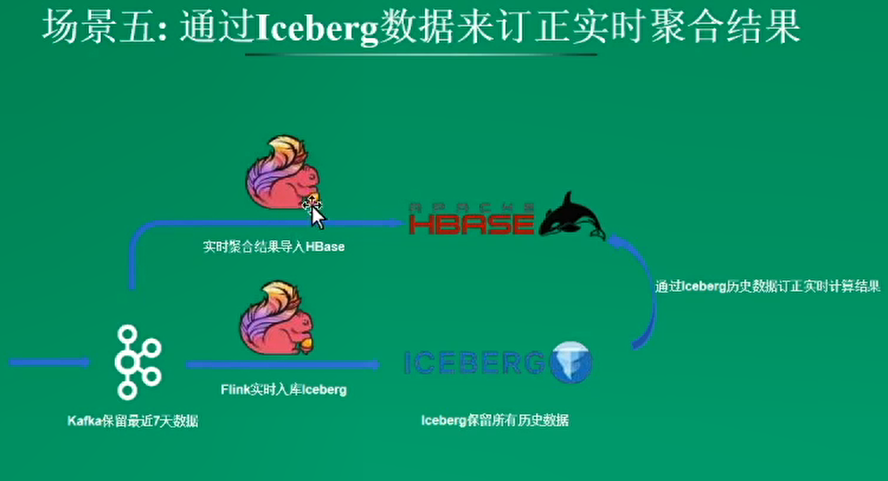 场景五: 通过Iceberg数据来订正实时聚合结果
APACHE
HBASE
实时聚合结果导入HBase
通过Iceberg历史数据订正实时计算结果
ICEBERG
Flink实时入库Iceberg
Kafka保留最近7天数据
Iceberg保留所有历史数据